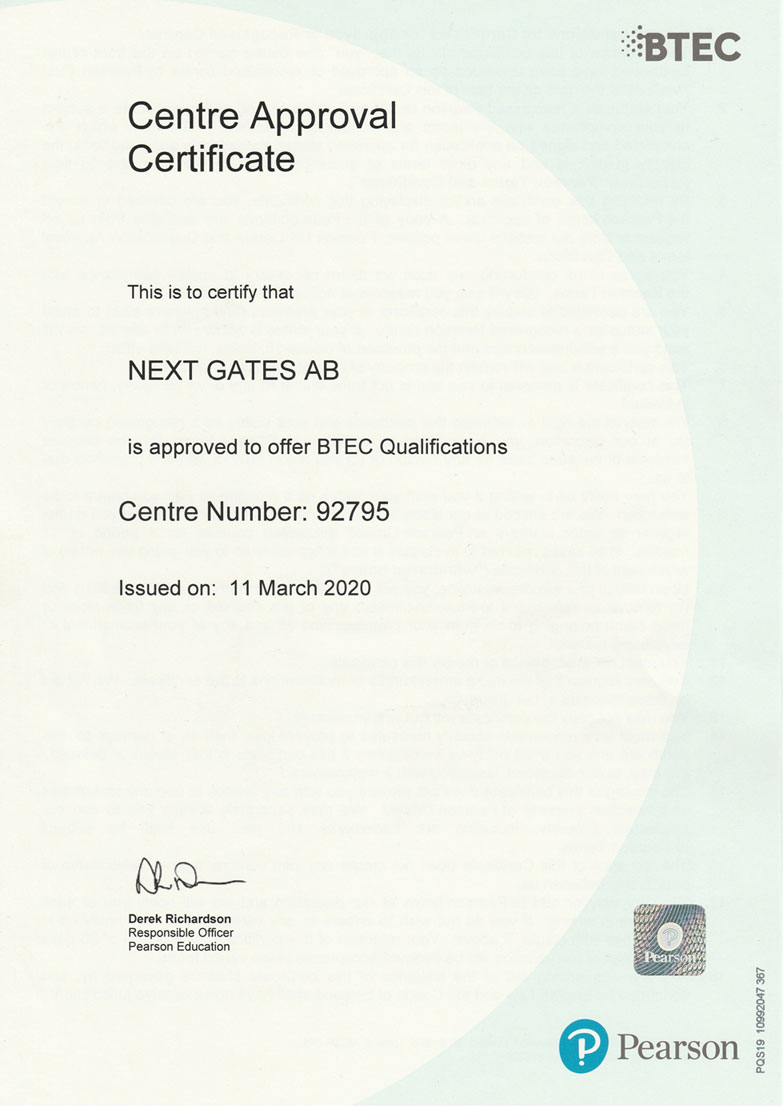 BTEC
Centre Approval
Certificate
This is to certify that
NEXT GATES AB
is approved to offer BTEC Qualifications
Centre Number: 92795
Issued on: 11 March 2020
Derek Richardson
Responsible Officer
Pearson Education
Pearson
Pearson
PQS19 10992047 367